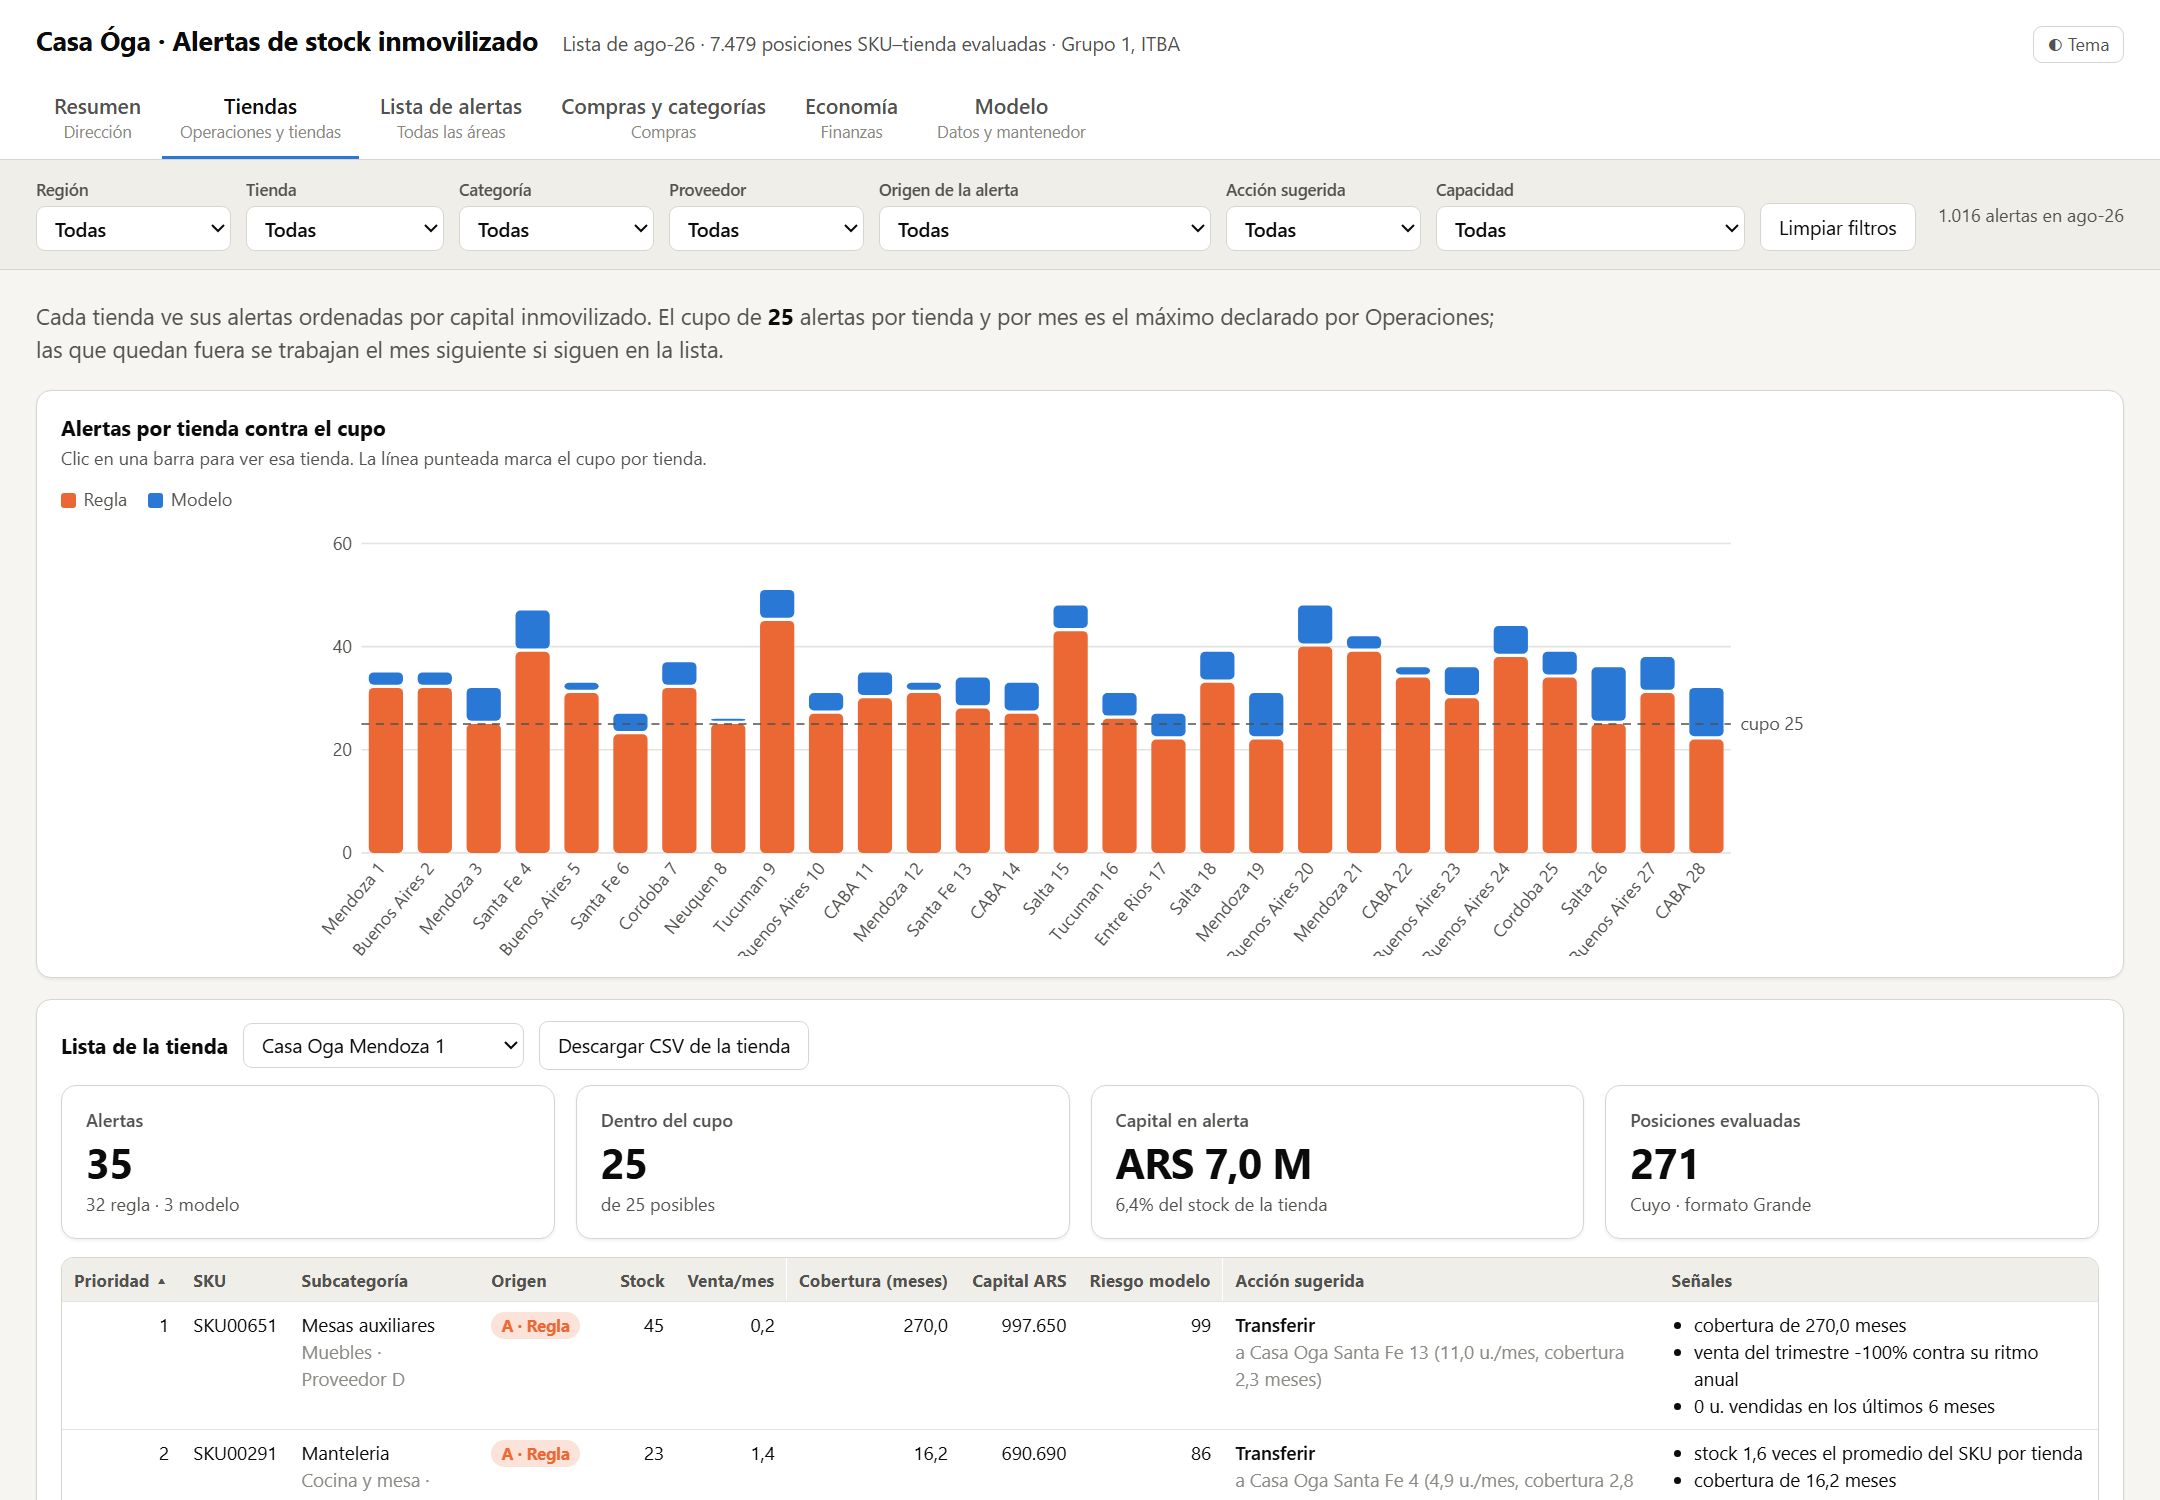 Casa Óga · Alertas de stock inmovilizado
Lista de ago-26 · 7.479 posiciones SKU–tienda evaluadas · Grupo 1, ITBA
Tema
Resumen
Dirección
Tiendas
Operaciones y tiendas
Lista de alertas
Todas las áreas
Compras y categorías
Compras
Economía
Finanzas
Modelo
Datos y mantenedor
Región
Todas
Tienda
Todas
Categoría
Todas
Proveedor
Todas
Origen de la alerta
Todas
Acción sugerida
Todas
Capacidad
Todas
Limpiar filtros
1.016 alertas en ago-26
Cada tienda ve sus alertas ordenadas por capital inmovilizado. El cupo de 25 alertas por tienda y por mes es el máximo declarado por Operaciones;
las que quedan fuera se trabajan el mes siguiente si siguen en la lista.
Alertas por tienda contra el cupo
Clic en una barra para ver esa tienda. La línea punteada marca el cupo por tienda.
Regla
Modelo
60
40
20
0
cupo 25
Mendoza 1
Buenos Aires 2
Mendoza 3
Santa Fe 4
Buenos Aires 5
Santa Fe 6
Cordoba 7
Neuquen 8
Tucuman 9
Buenos Aires 10
CABA 11
Mendoza 12
Santa Fe 13
CABA 14
Salta 15
Tucuman 16
Entre Rios 17
Salta 18
Mendoza 19
Buenos Aires 20
Mendoza 21
CABA 22
Buenos Aires 23
Buenos Aires 24
Cordoba 25
Salta 26
Buenos Aires 27
CABA 28
Lista de la tienda
Casa Oga Mendoza 1
Descargar CSV de la tienda
Alertas
35
32 regla · 3 modelo
Dentro del cupo
25
de 25 posibles
Capital en alerta
ARS 7,0 M
6,4% del stock de la tienda
Posiciones evaluadas
271
Cuyo · formato Grande
Prioridad ▲ SKU Subcategoría Origen Stock Venta/mes Cobertura (meses) Capital ARS Riesgo modelo Acción sugerida Señales
1 SKU00651 Mesas auxiliares A · Regla 45 0,2 270,0 997.650 99 Transferir • cobertura de 270,0 meses
Muebles · a Casa Oga Santa Fe 13 (11,0 u./mes, cobertura • venta del trimestre -100% contra su ritmo
Proveedor D 2,3 meses) anual
• 0 u. vendidas en los últimos 6 meses
2 SKU00291 Manteleria A · Regla 23 1,4 16,2 690.690 86 Transferir • stock 1,6 veces el promedio del SKU por tienda
Cocina y mesa · a Casa Oga Santa Fe 4 (4,9 u./mes, cobertura 2,8 • cobertura de 16,2 meses